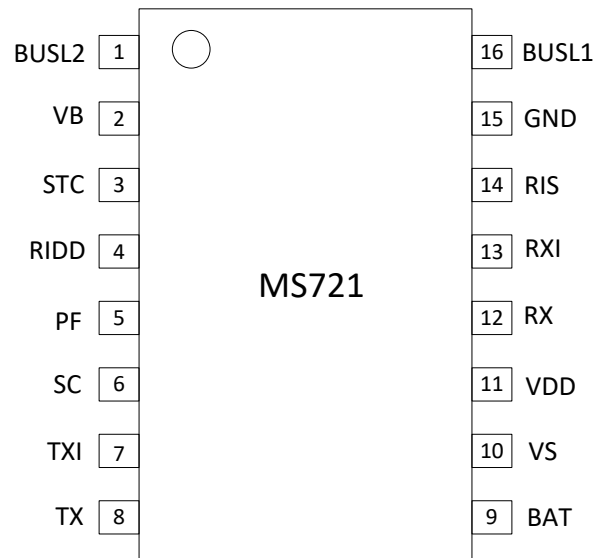 BUSL2 1 16 BUSL1
VB 2 15 GND
STC 3 14 RIS
RIDD 4 13 RXI
MS721
PF 5 12 RX
SC 6 11 VDD
TXI 7 10 VS
TX 8 9 BAT